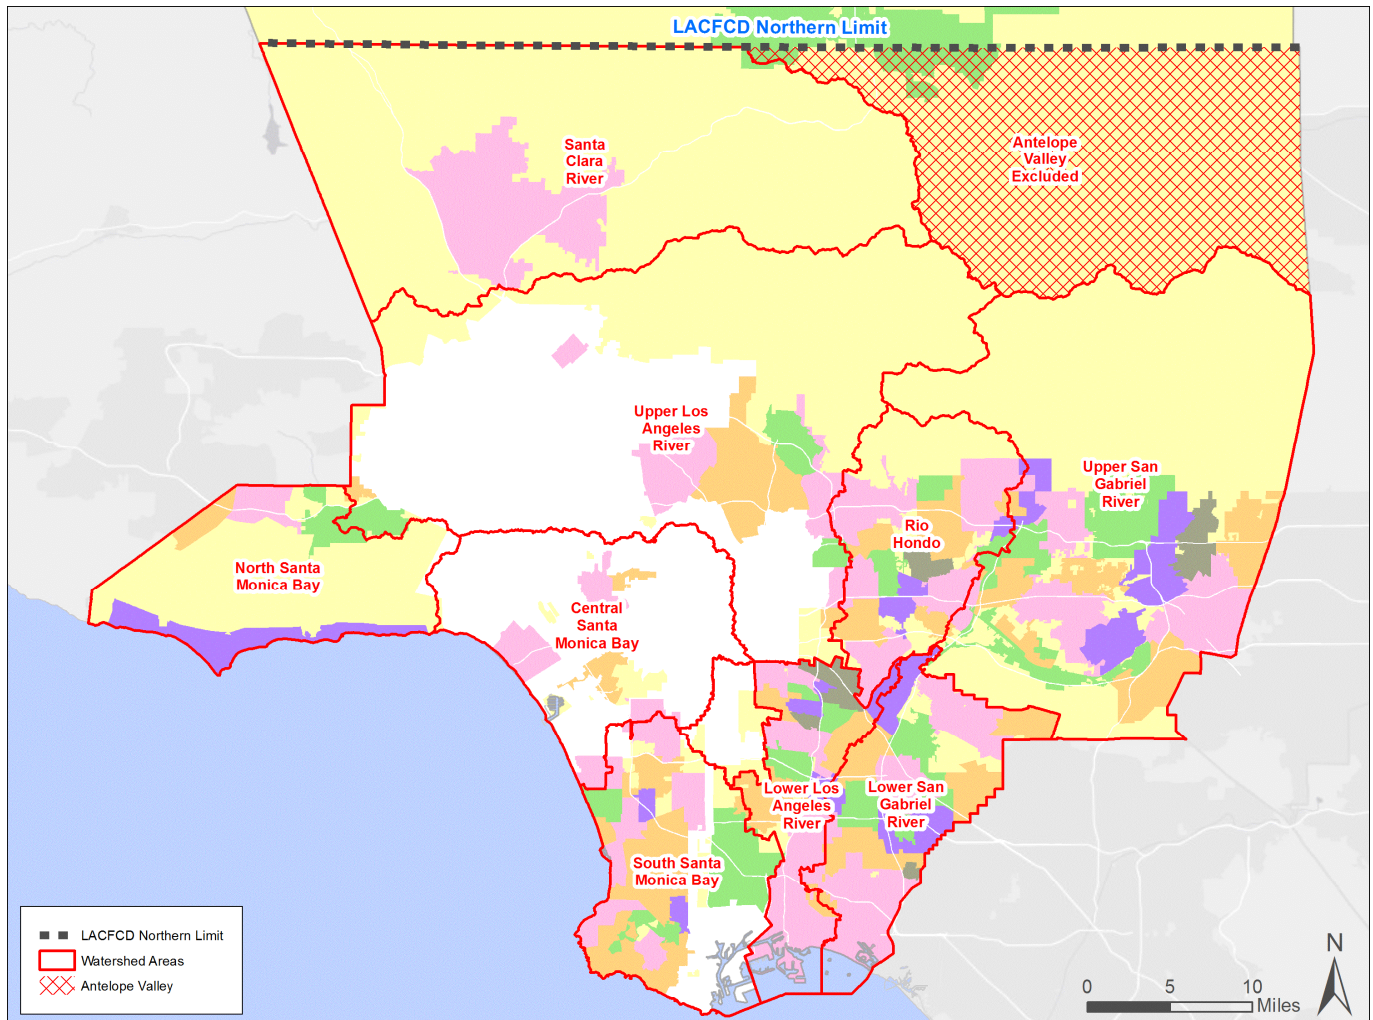 LACFCD Northern Limit
Santa
Clara
River
Antelope
Valley
Excluded
Upper Los
Angeles
River
Upper San
Gabriel
River
Rio
Hondo
North Santa
Monica Bay
Central
Santa
Monica Bay
Lower Los
Angeles
River
Lower San
Gabriel
River
South Santa
Monica Bay
LACFCD Northern Limit
Watershed Areas
Antelope Valley
N
0 5 10
Miles